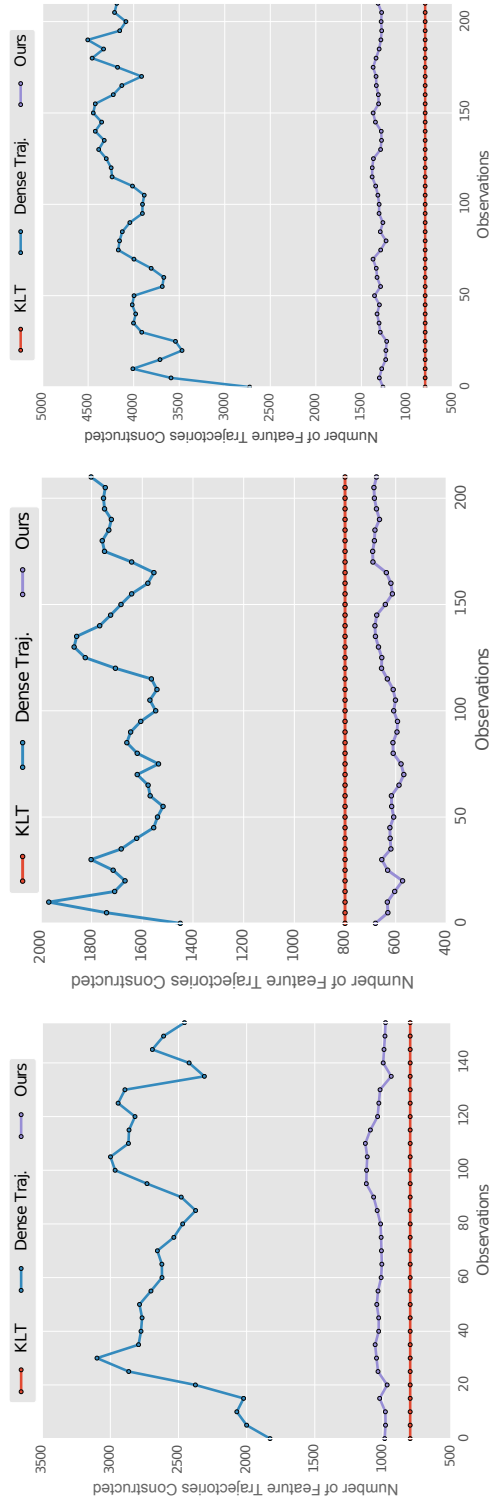 KLT Dense Traj. Ours
Number of Feature Trajectories Constructed
3500
3000
2500
2000
1500
1000
500
0 20 40 60 80 100 120 140
Observations
KLT Dense Traj. Ours
Number of Feature Trajectories Constructed
2000
1800
1600
1400
1200
1000
800
600
400
0 50 100 150 200
Observations
KLT Dense Traj. Ours
Number of Feature Trajectories Constructed
5000
4500
4000
3500
3000
2500
2000
1500
1000
500
0 50 100 150 200
Observations